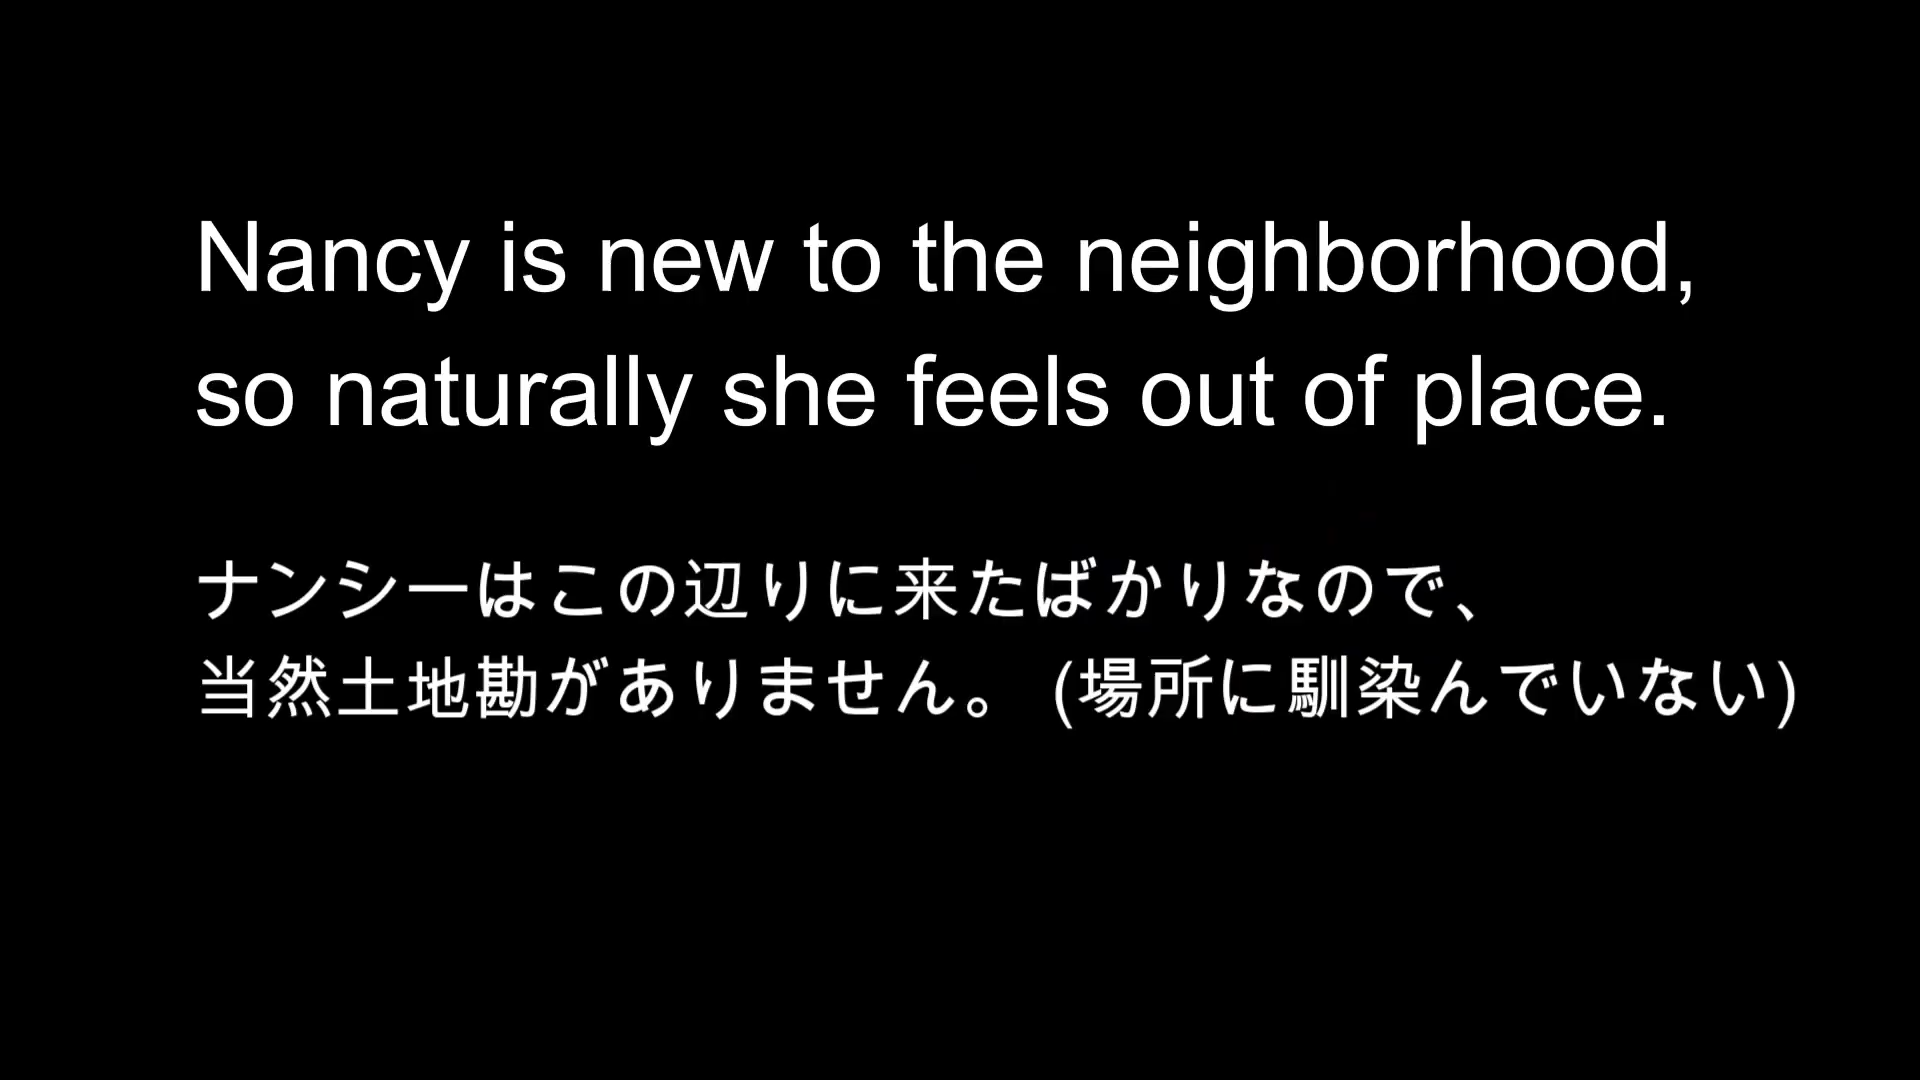 Nancy is new to the neighborhood,
so naturally she feels out of place.
ナンシーはこの辺りに来たばかりなので、
当然土地勘がありません。 (場所に馴染んでいない)